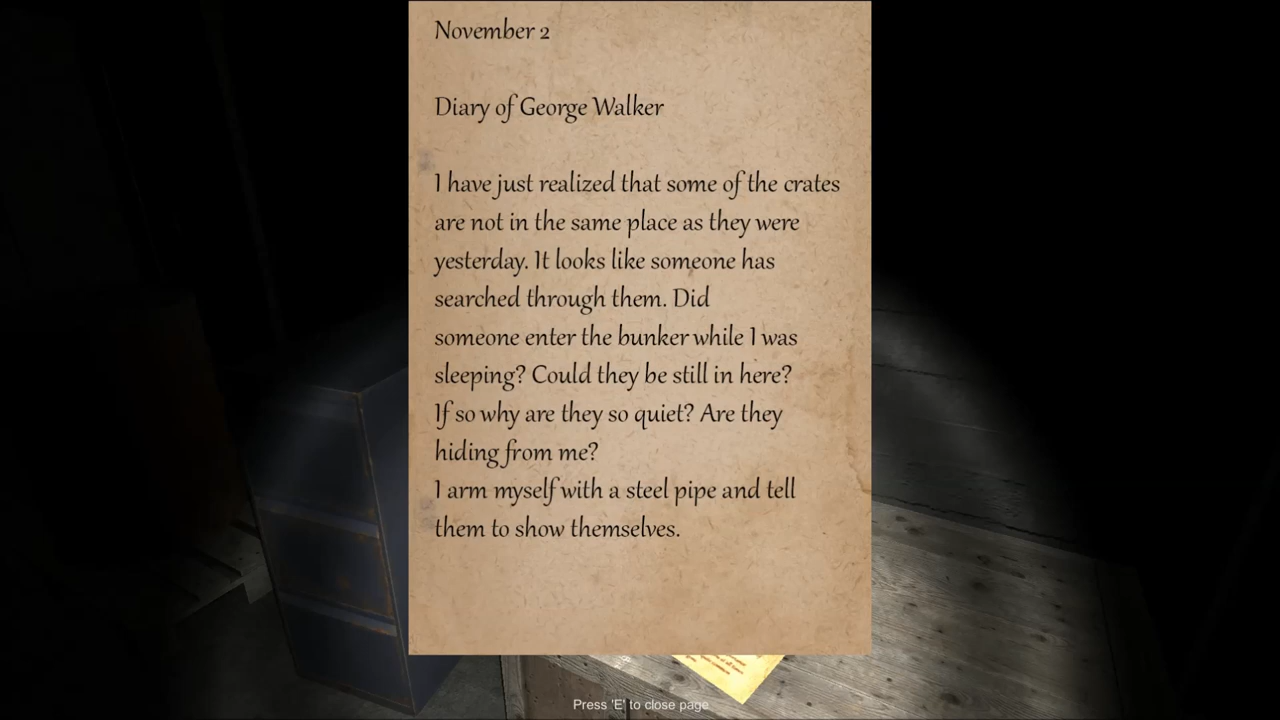 November 2
Diary of George Walker
I have just realized that some of the crates
are not in the same place as they were
yesterday. It looks like someone has
searched through them. Did
someone enter the bunker while I was
sleeping? Could they be still in here?
If so why are they so quiet? Are they
hiding from me?
I arm myself with a steel pipe and tell
them to show themselves.
Press 'E' to close page